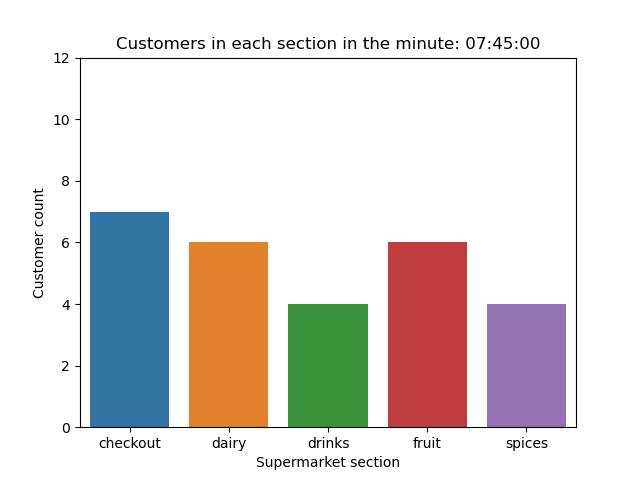 Customers in each section in the minute: 07:45:00
12
10
8
6
4
2
0
Customer count
checkout dairy drinks fruit spices
Supermarket section